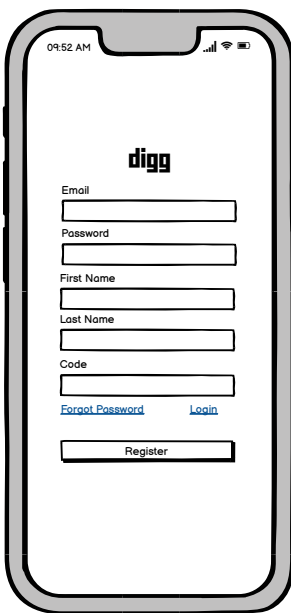 09:52 AM
digg
Email
Password
First Name
Last Name
Code
Forgot Password Login
Register